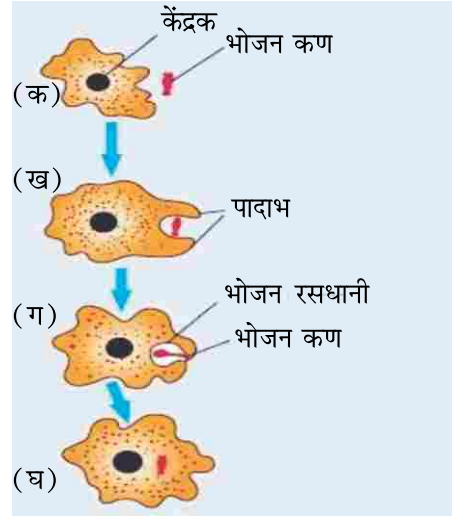 केंद्रक
भोजन कण
(क)
(ख)
पादाभ
भोजन रसधानी
(ग)
भोजन कण
(घ)